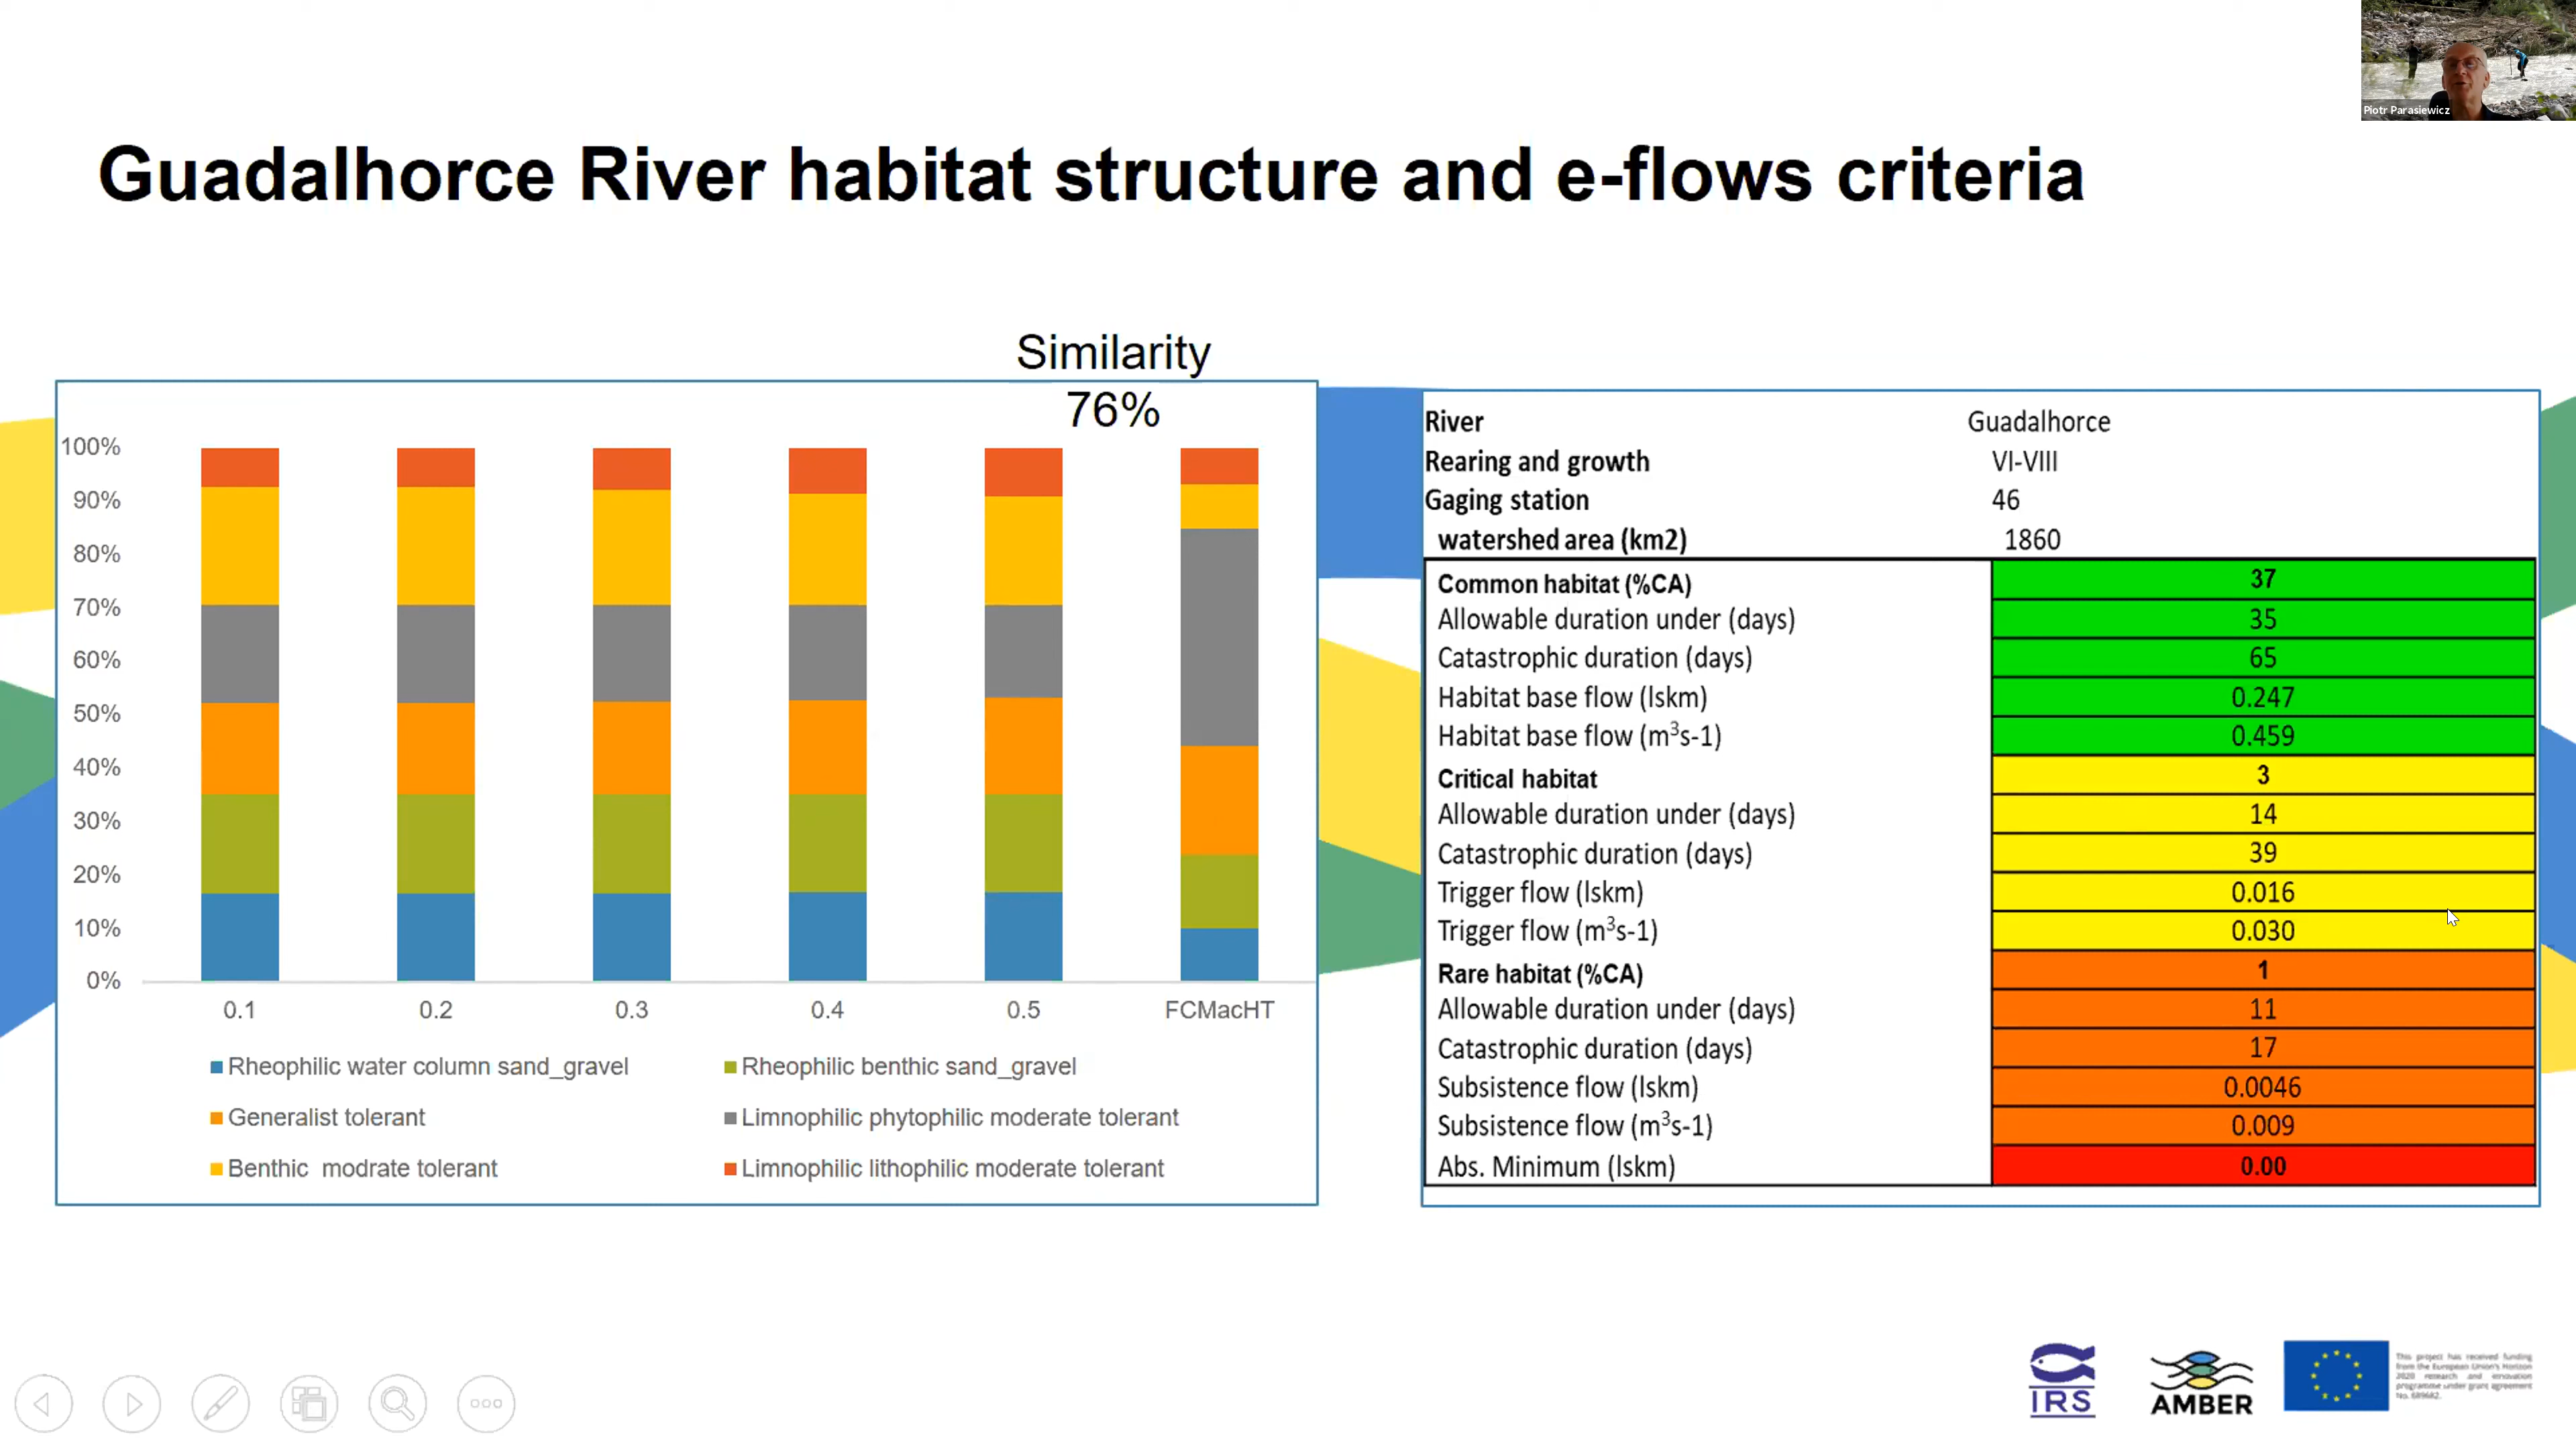 Piotr Parasiewicz
Guadalhorce River habitat structure and e-flows criteria
Similarity
76%
100%
90%
80%
70%
60%
50%
40%
30%
20%
10%
0%
0.1 0.2 0.3 0.4 0.5 FCMacHT
Rheophilic water column sand_gravel Rheophilic benthic sand_gravel
Generalist tolerant Limnophilic phytophilic moderate tolerant
Benthic modrate tolerant Limnophilic lithophilic moderate tolerant
River Guadalhorce
Rearing and growth VI-VIII
Gaging station 46
watershed area (km2) 1860
Common habitat (%CA) 37
Allowable duration under (days) 35
Catastrophic duration (days) 65
Habitat base flow (lskm) 0.247
Habitat base flow (m³s-1) 0.459
Critical habitat 3
Allowable duration under (days) 14
Catastrophic duration (days) 39
Trigger flow (lskm) 0.016
Trigger flow (m³s-1) 0.030
Rare habitat (%CA) 1
Allowable duration under (days) 11
Catastrophic duration (days) 17
Subsistence flow (lskm) 0.0046
Subsistence flow (m³s-1) 0.009
Abs. Minimum (lskm) 0.00
IRS
AMBER
This project has received funding
from the European Union's Horizon
2020 research and innovation
programme under grant agreement
No. 689682.